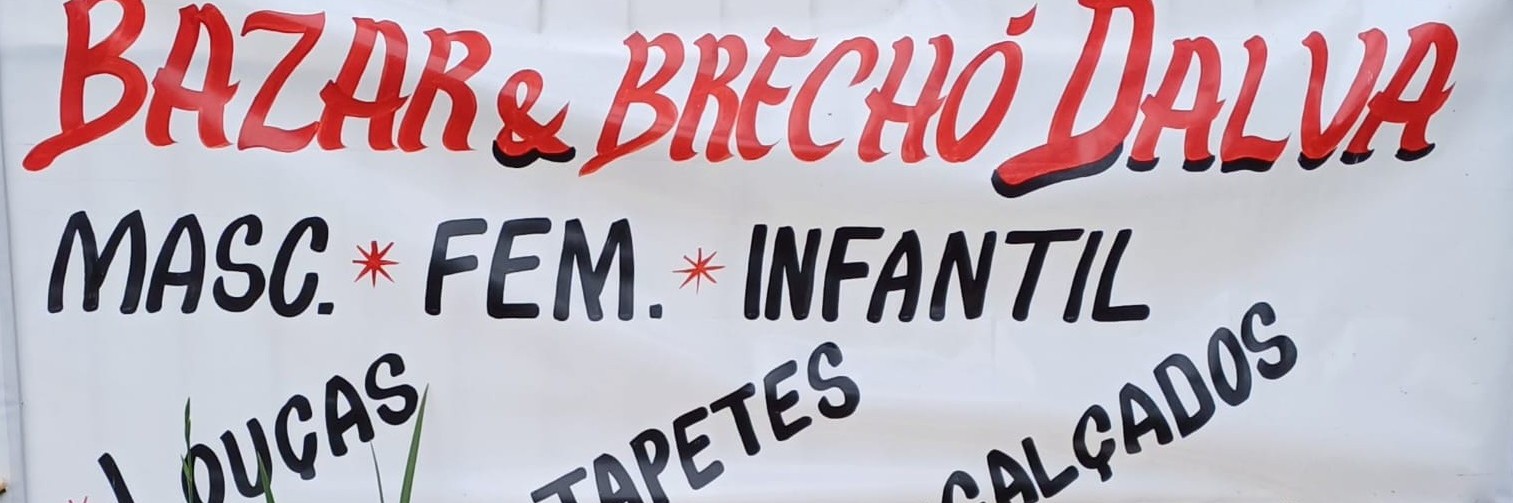 BAZAR & BRECHÓ DALVA
MASC. * FEM. * INFANTIL
* LOUÇAS TAPETES CALÇADOS